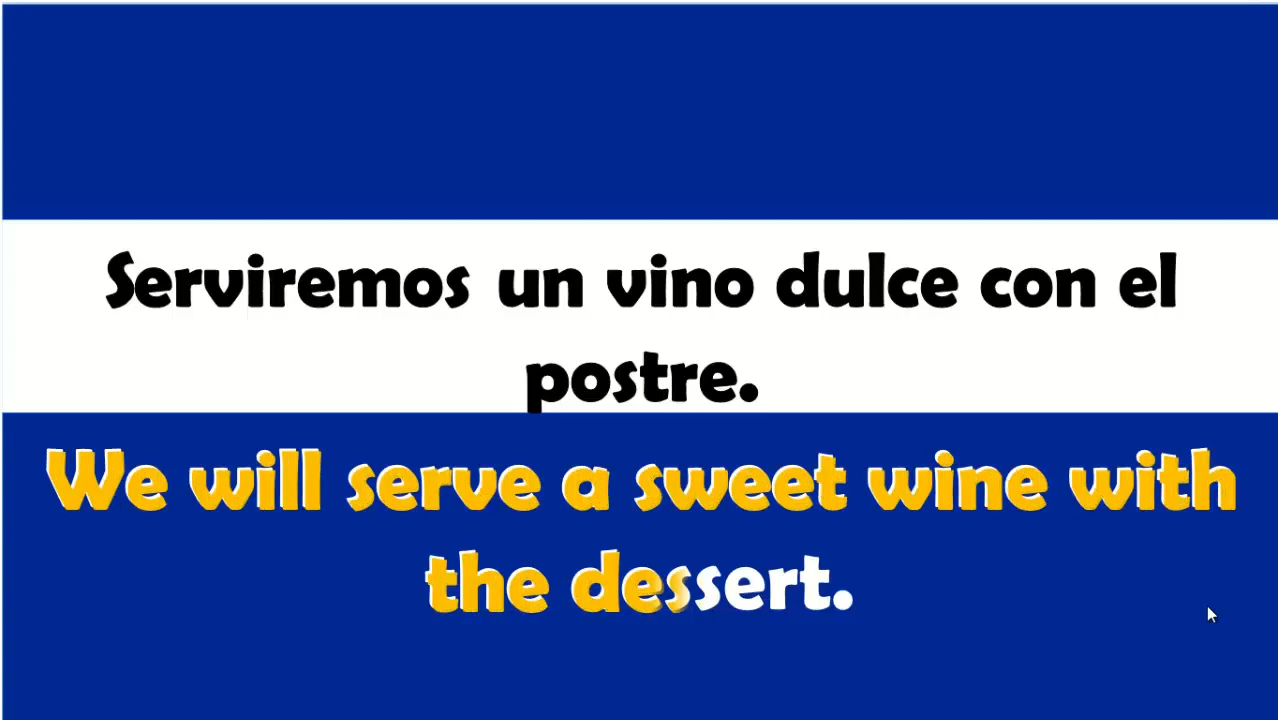 Serviremos un vino dulce con el
postre.
We will serve a sweet wine with
the dessert.